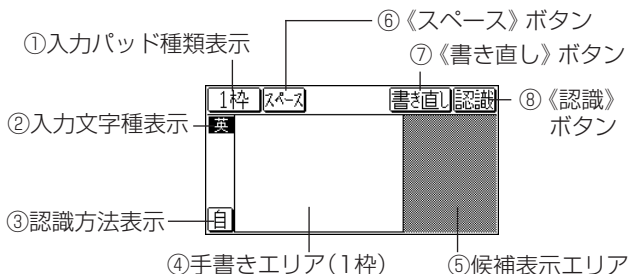 ⑥《スペース》ボタン
①入力パッド種類表示
⑦《書き直し》ボタン
1枠 スペース 書き直し 認識
⑧《認識》
ボタン
②入力文字種表示
英
③認識方法表示
自
④手書きエリア(1枠)
⑤候補表示エリア